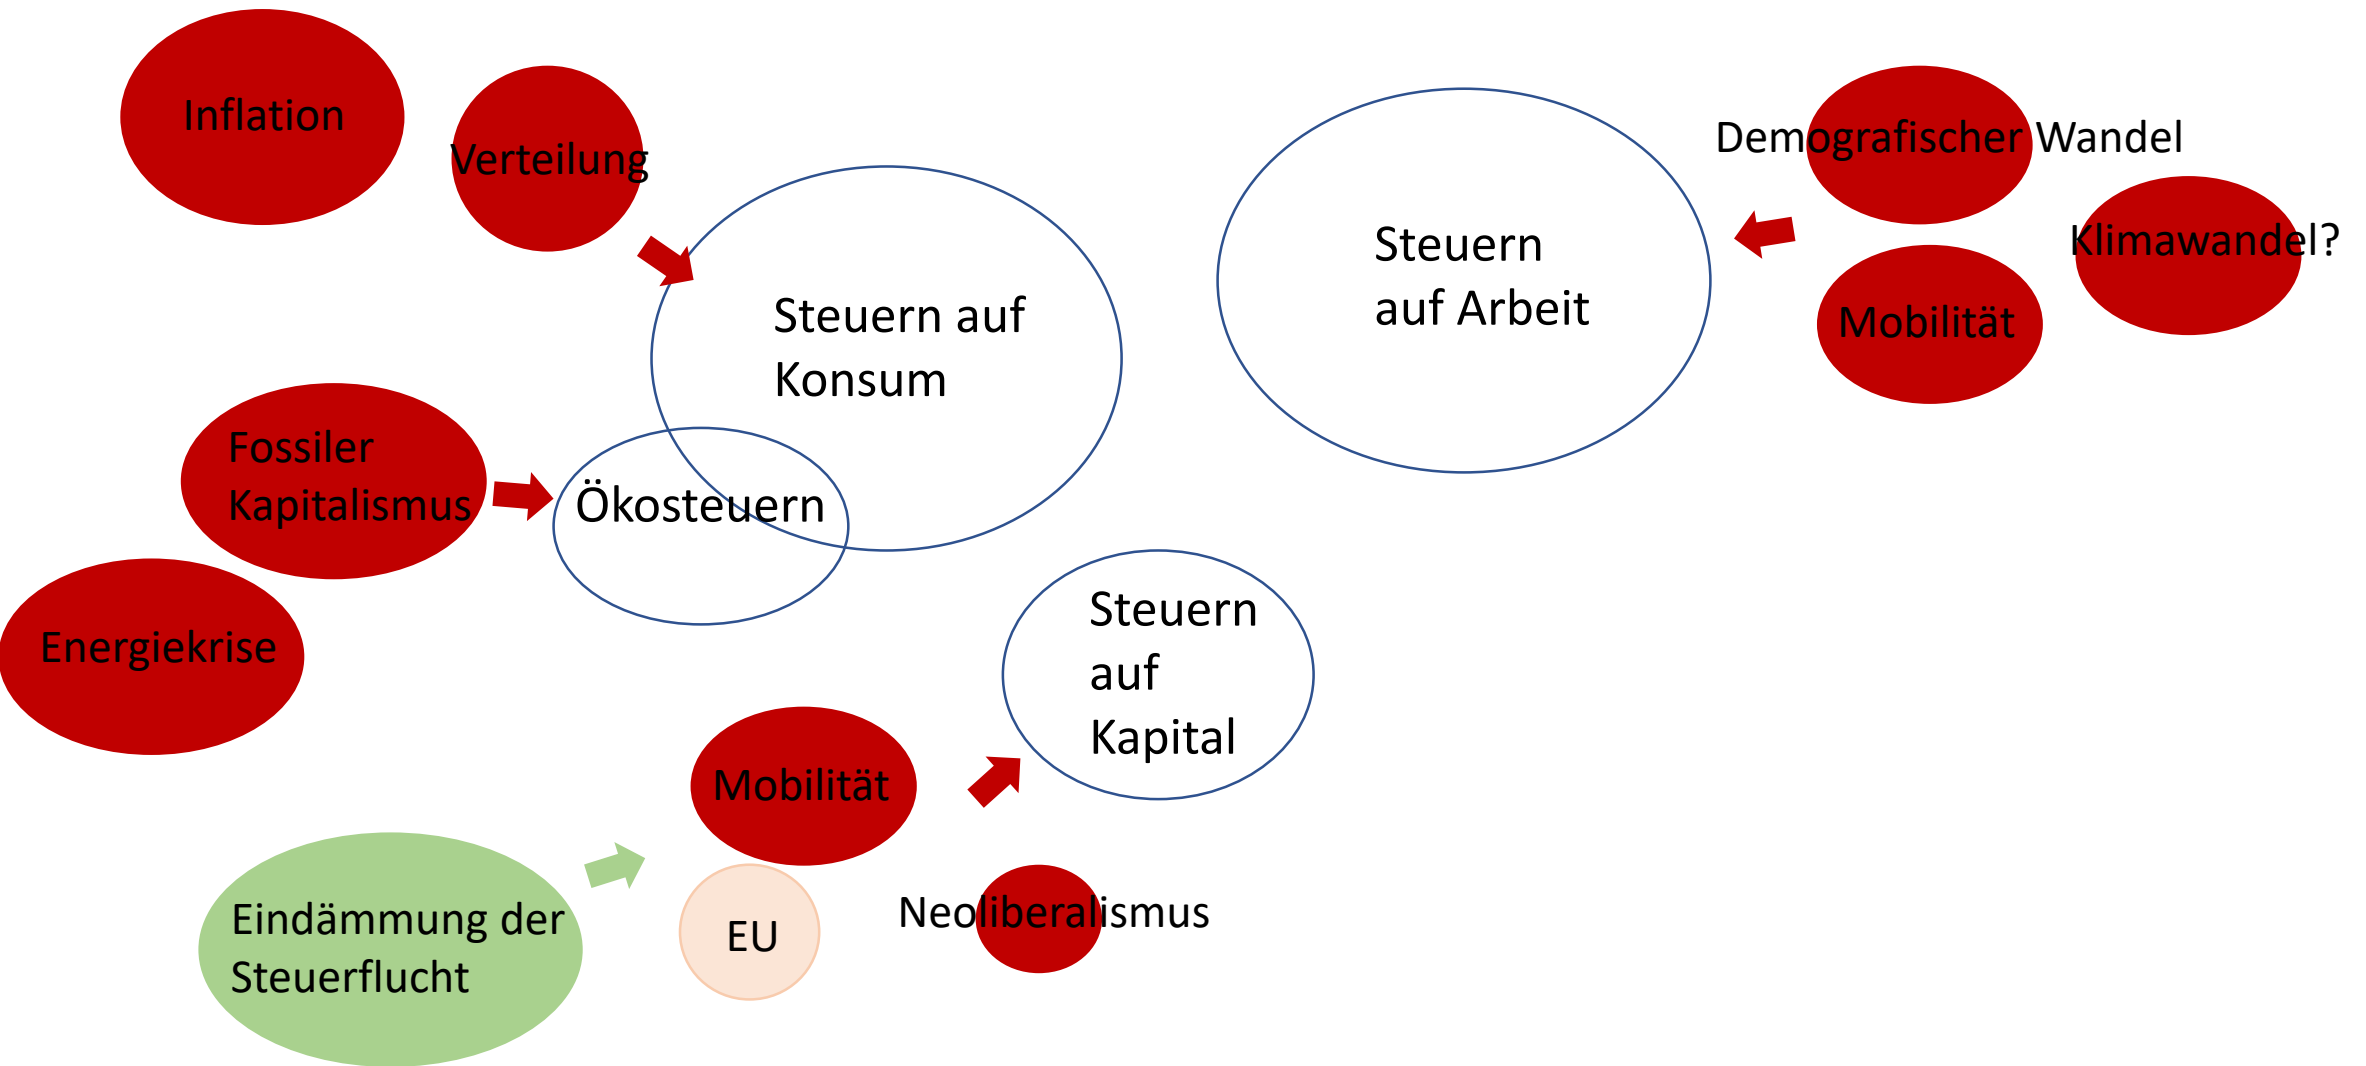 Inflation
Verteilung
Steuern auf
Konsum
Fossiler
Kapitalismus
Ökosteuern
Energiekrise
Steuern
auf Arbeit
Demografischer Wandel
Klimawandel?
Mobilität
Steuern
auf
Kapital
Mobilität
Eindämmung der
Steuerflucht
EU
Neoliberalismus